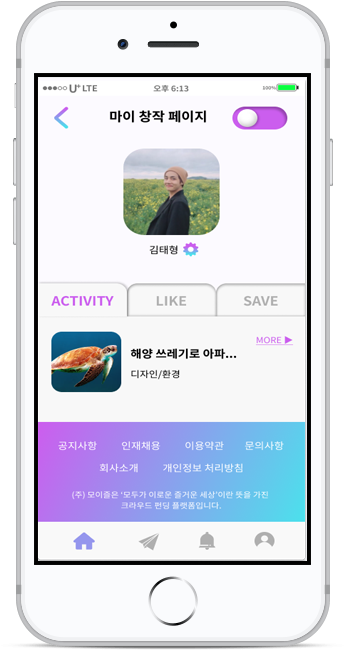 U+ LTE 오후 6:13 100%
마이 창작 페이지
김태형
ACTIVITY LIKE SAVE
MORE ▶
해양 쓰레기로 아파...
디자인/환경
공지사항 인재채용 이용약관 문의사항
회사소개 개인정보 처리방침
(주) 모이즐은 '모두가 이로운 즐거운 세상'이란 뜻을 가진
크라우드 펀딩 플랫폼입니다.